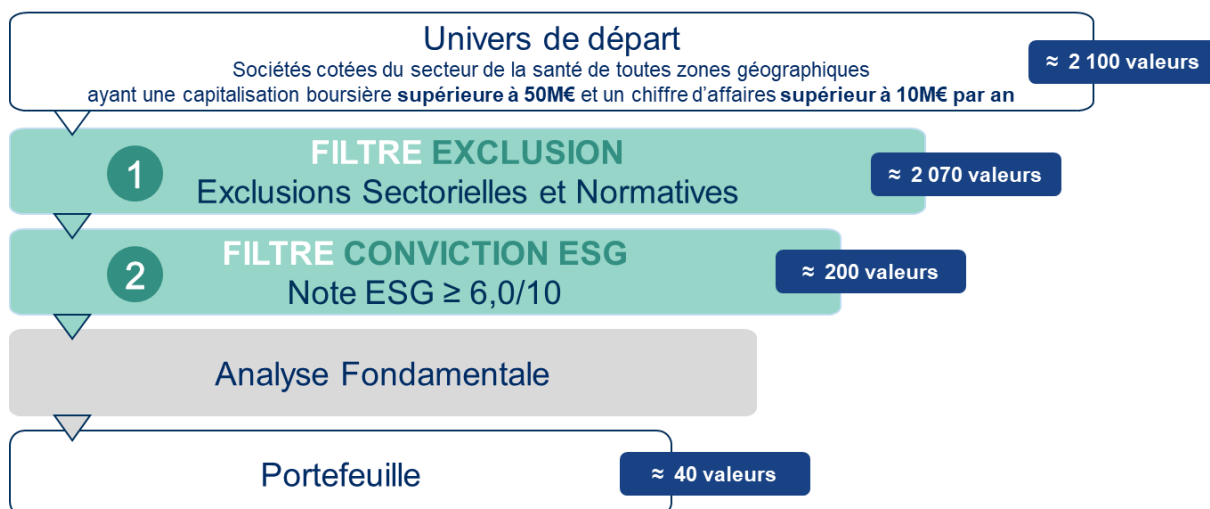 Univers de départ
Sociétés cotées du secteur de la santé de toutes zones géographiques
ayant une capitalisation boursière supérieure à 50M€ et un chiffre d'affaires supérieur à 10M€ par an
≈ 2 100 valeurs
1
FILTRE EXCLUSION
Exclusions Sectorielles et Normatives
≈ 2 070 valeurs
2
FILTRE CONVICTION ESG
Note ESG ≥ 6,0/10
≈ 200 valeurs
Analyse Fondamentale
Portefeuille
≈ 40 valeurs